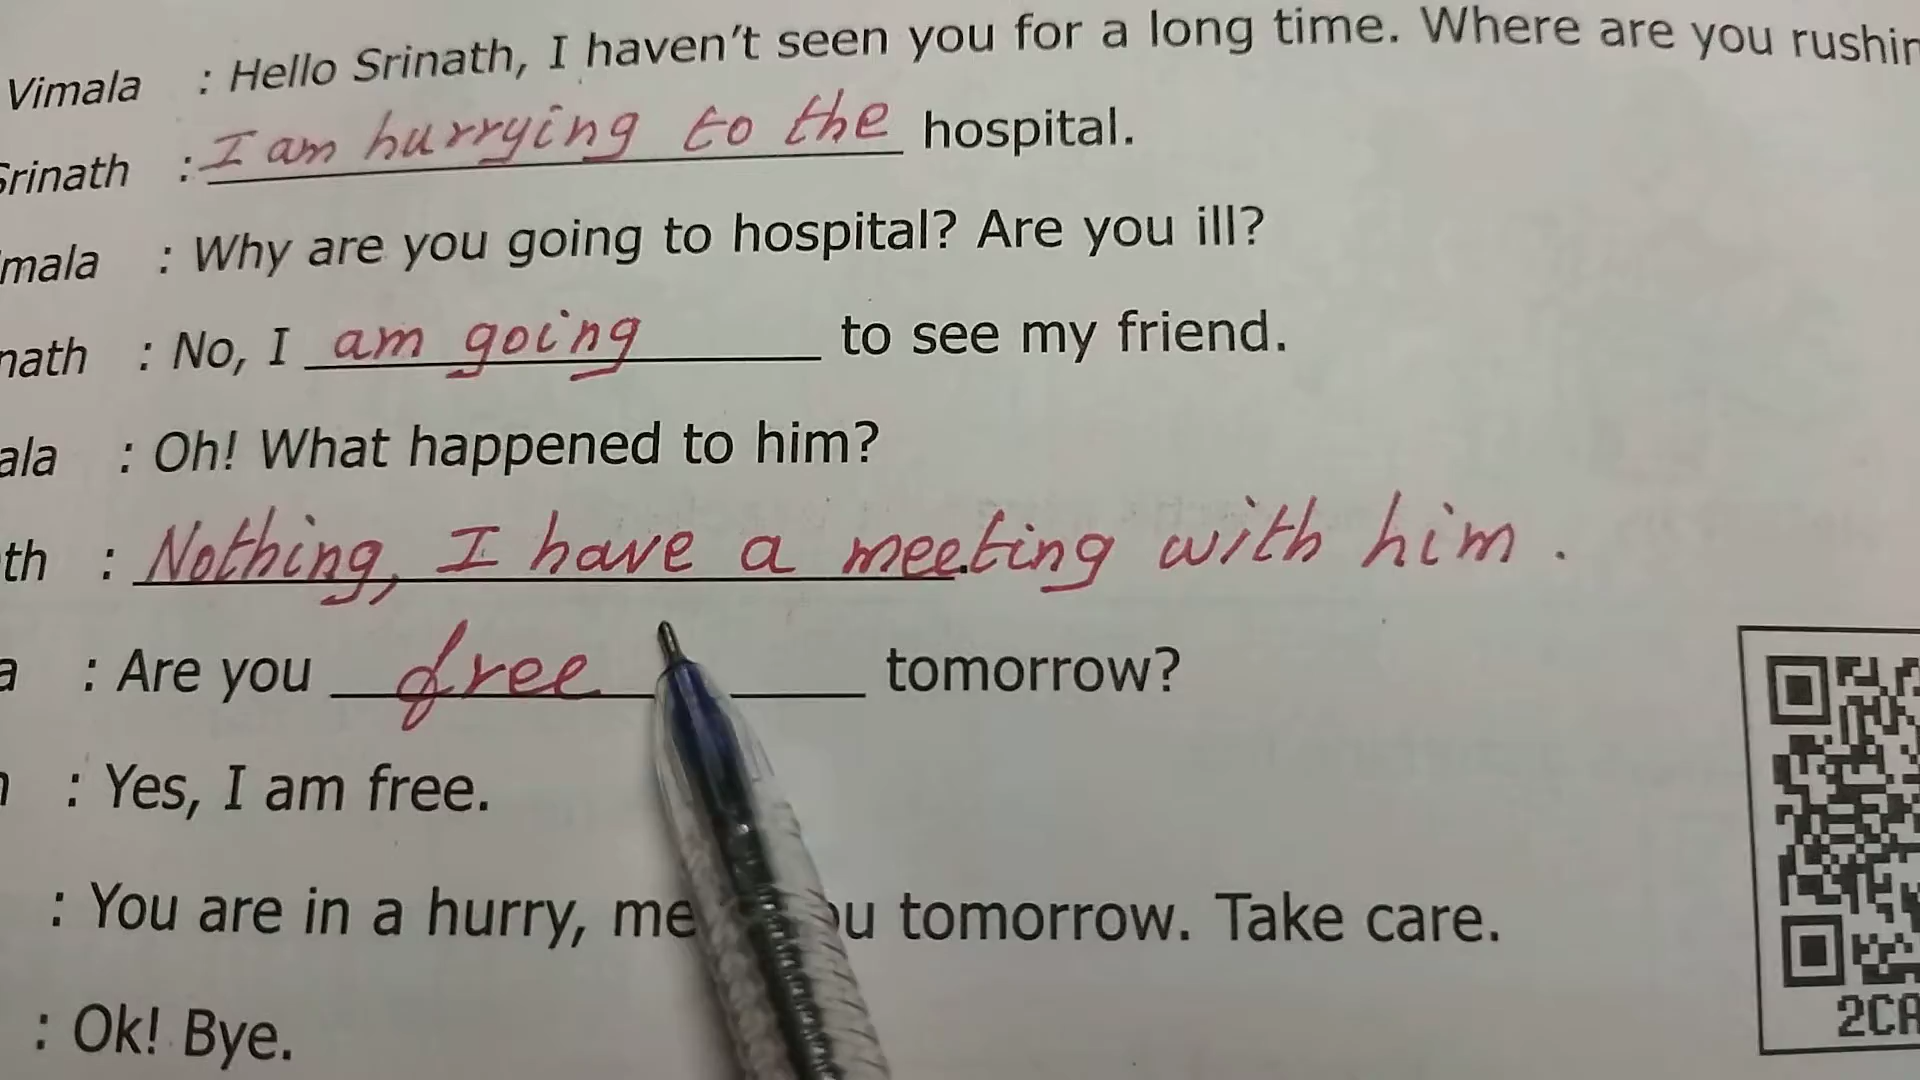 Vimala : Hello Srinath, I haven't seen you for a long time. Where are you rushin
Srinath : I am hurrying to the hospital.
mala : Why are you going to hospital? Are you ill?
nath : No, I am going to see my friend.
ala : Oh! What happened to him?
th : Nothing, I have a meeting with him.
a : Are you free tomorrow?
: Yes, I am free.
: You are in a hurry, tomorrow. Take care.
: Ok! Bye.
2CA